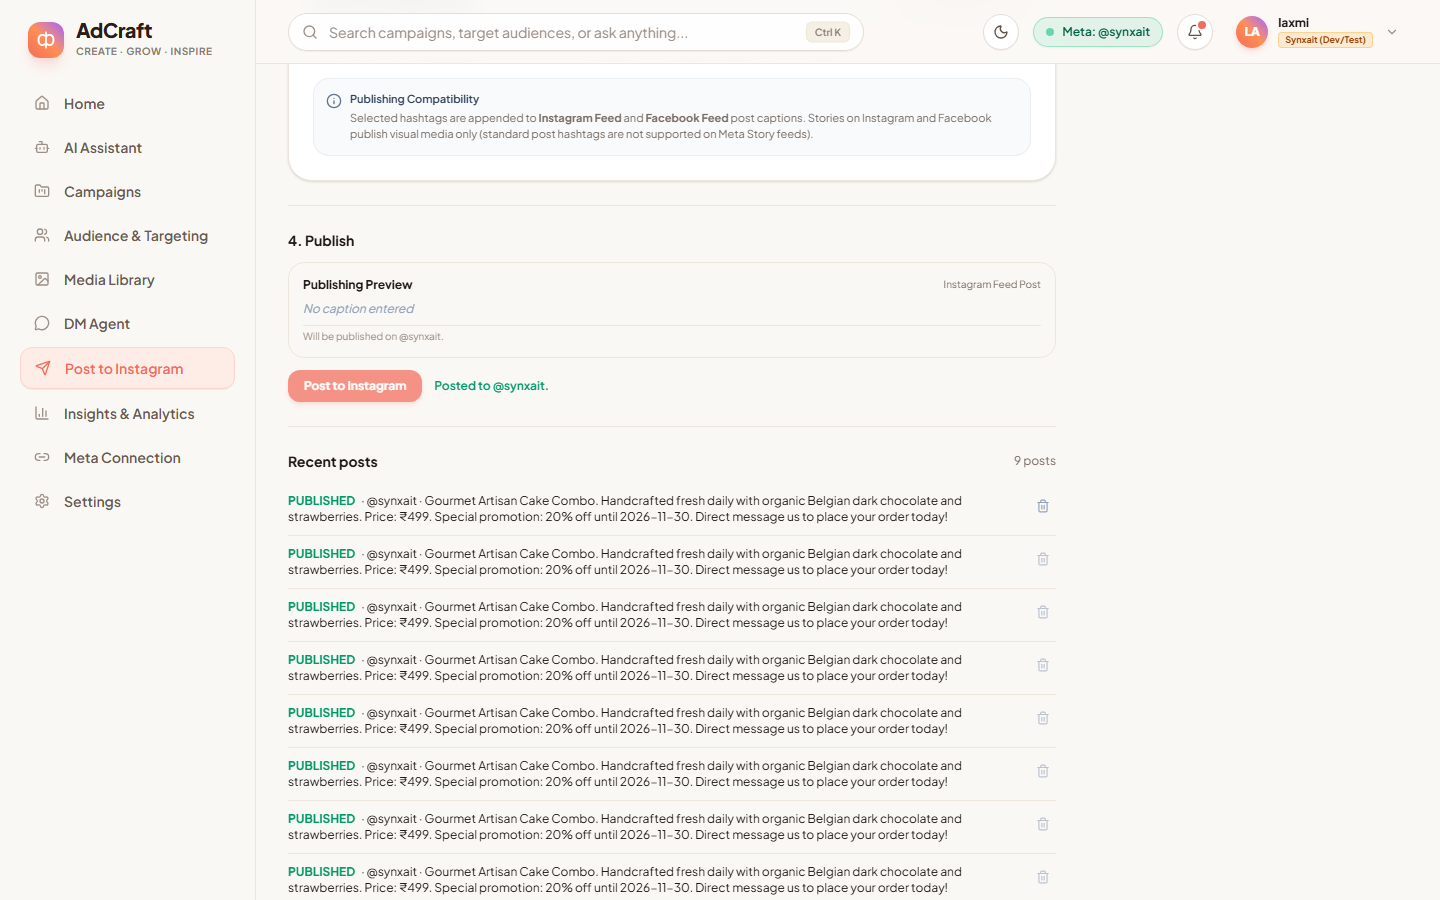 AdCraft
CREATE · GROW · INSPIRE
Search campaigns, target audiences, or ask anything...
Ctrl K
Meta: @synxait
LA
laxmi
Synxait (Dev/Test)
Home
AI Assistant
Campaigns
Audience & Targeting
Media Library
DM Agent
Post to Instagram
Insights & Analytics
Meta Connection
Settings
Publishing Compatibility
Selected hashtags are appended to Instagram Feed and Facebook Feed post captions. Stories on Instagram and Facebook
publish visual media only (standard post hashtags are not supported on Meta Story feeds).
4. Publish
Publishing Preview
Instagram Feed Post
No caption entered
Will be published on @synxait.
Post to Instagram
Posted to @synxait.
Recent posts
9 posts
PUBLISHED · @synxait · Gourmet Artisan Cake Combo. Handcrafted fresh daily with organic Belgian dark chocolate and
strawberries. Price: ₹499. Special promotion: 20% off until 2026-11-30. Direct message us to place your order today!
PUBLISHED · @synxait · Gourmet Artisan Cake Combo. Handcrafted fresh daily with organic Belgian dark chocolate and
strawberries. Price: ₹499. Special promotion: 20% off until 2026-11-30. Direct message us to place your order today!
PUBLISHED · @synxait · Gourmet Artisan Cake Combo. Handcrafted fresh daily with organic Belgian dark chocolate and
strawberries. Price: ₹499. Special promotion: 20% off until 2026-11-30. Direct message us to place your order today!
PUBLISHED · @synxait · Gourmet Artisan Cake Combo. Handcrafted fresh daily with organic Belgian dark chocolate and
strawberries. Price: ₹499. Special promotion: 20% off until 2026-11-30. Direct message us to place your order today!
PUBLISHED · @synxait · Gourmet Artisan Cake Combo. Handcrafted fresh daily with organic Belgian dark chocolate and
strawberries. Price: ₹499. Special promotion: 20% off until 2026-11-30. Direct message us to place your order today!
PUBLISHED · @synxait · Gourmet Artisan Cake Combo. Handcrafted fresh daily with organic Belgian dark chocolate and
strawberries. Price: ₹499. Special promotion: 20% off until 2026-11-30. Direct message us to place your order today!
PUBLISHED · @synxait · Gourmet Artisan Cake Combo. Handcrafted fresh daily with organic Belgian dark chocolate and
strawberries. Price: ₹499. Special promotion: 20% off until 2026-11-30. Direct message us to place your order today!
PUBLISHED · @synxait · Gourmet Artisan Cake Combo. Handcrafted fresh daily with organic Belgian dark chocolate and
strawberries. Price: ₹499. Special promotion: 20% off until 2026-11-30. Direct message us to place your order today!